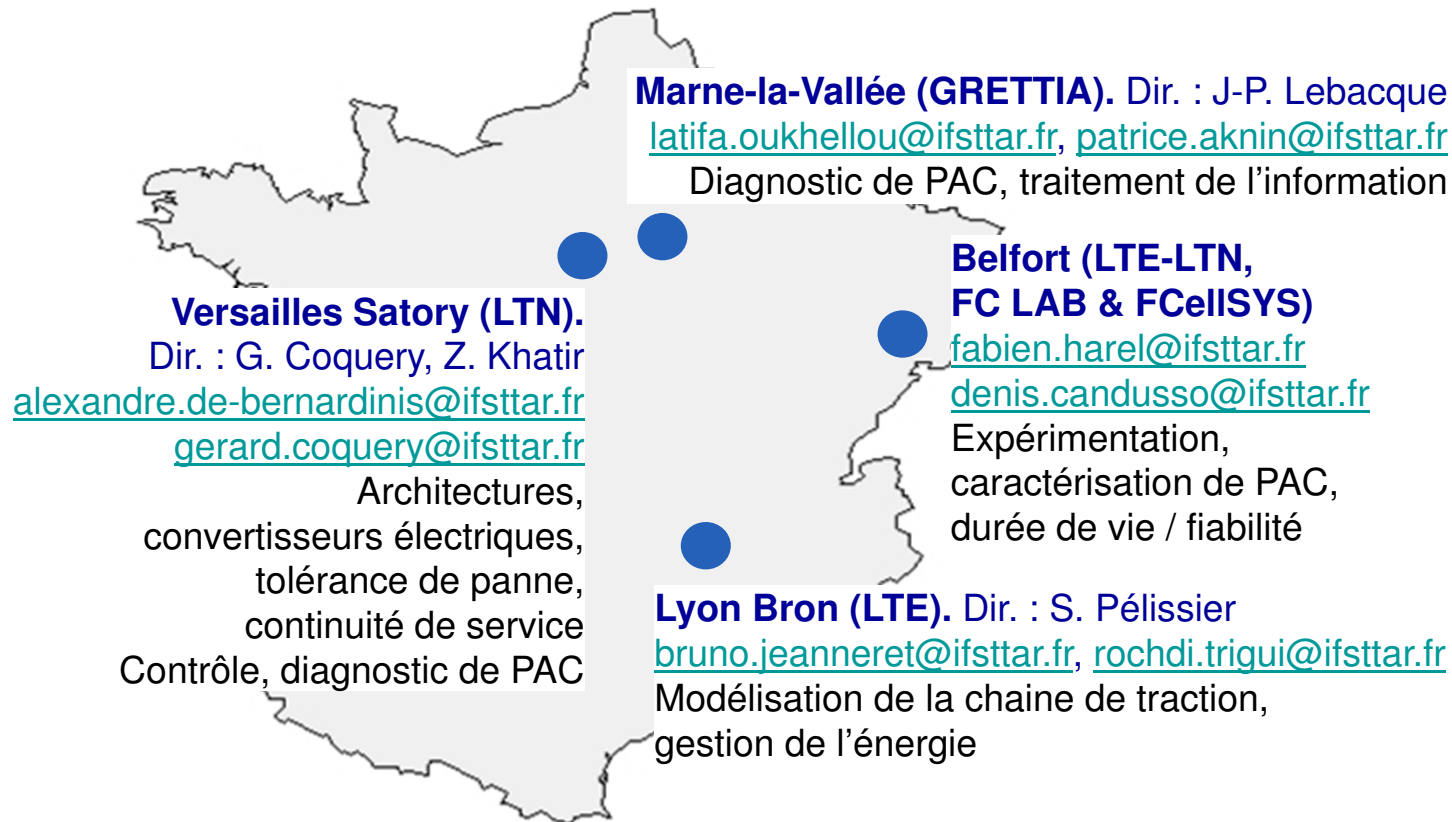 Marne-la-Vallée (GRETTIA). Dir. : J-P. Lebacque
latifa.oukhellou@ifsttar.fr, patrice.aknin@ifsttar.fr
Diagnostic de PAC, traitement de l’information
Versailles Satory (LTN).
Dir. : G. Coquery, Z. Khatir
alexandre.de-bernardinis@ifsttar.fr
gerard.coquery@ifsttar.fr
Architectures,
convertisseurs électriques,
tolérance de panne,
continuité de service
Contrôle, diagnostic de PAC
Belfort (LTE-LTN,
FC LAB & FCellSYS)
fabien.harel@ifsttar.fr
denis.candusso@ifsttar.fr
Expérimentation,
caractérisation de PAC,
durée de vie / fiabilité
Lyon Bron (LTE). Dir. : S. Pélissier
bruno.jeanneret@ifsttar.fr, rochdi.trigui@ifsttar.fr
Modélisation de la chaine de traction,
gestion de l’énergie